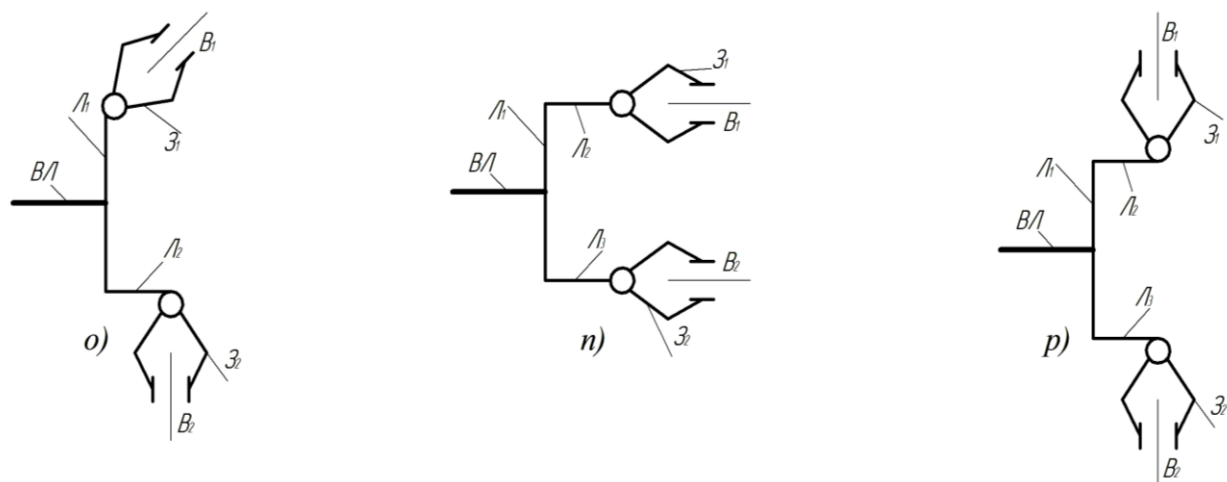 В₁
Л₁
З₁
ВЛ
Л₂
о)
З₂
В₂
З₁
Л₁
Л₂
В₁
ВЛ
Л₃
В₂
п)
З₂
В₁
З₁
Л₁
Л₂
ВЛ
Л₃
р)
З₂
В₂